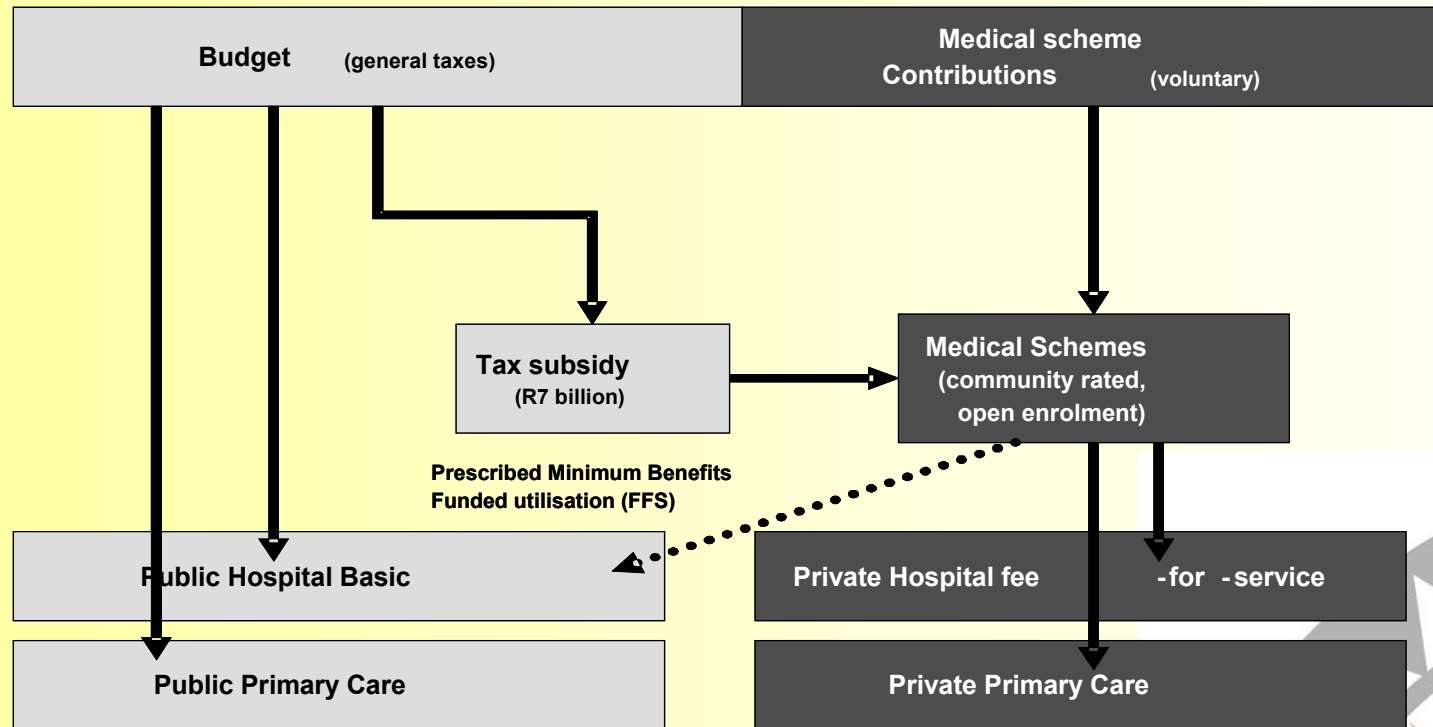 Budget (general taxes)
Medical scheme
Contributions (voluntary)
Tax subsidy
(R7 billion)
Medical Schemes
(community rated,
open enrolment)
Prescribed Minimum Benefits
Funded utilisation (FFS)
Public Hospital Basic
Private Hospital fee -for -service
Public Primary Care
Private Primary Care